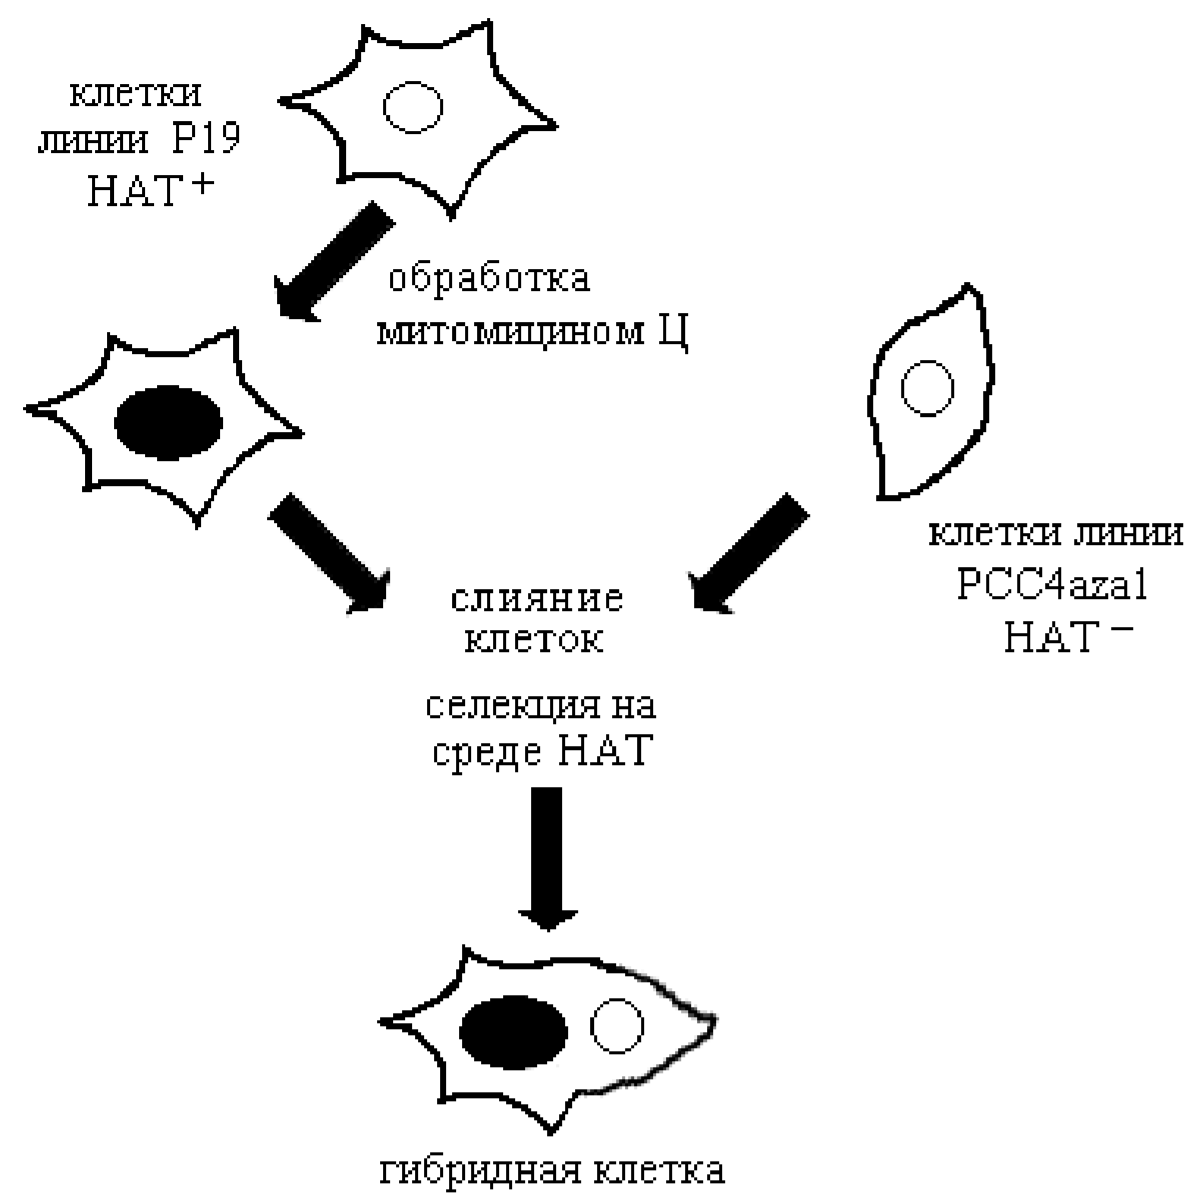 клетки
линии P19
HAT+
обработка
митомицином Ц
клетки линии
PCC4aza1
HAT−
слияние
клеток
селекция на
среде HAT
гибридная клетка